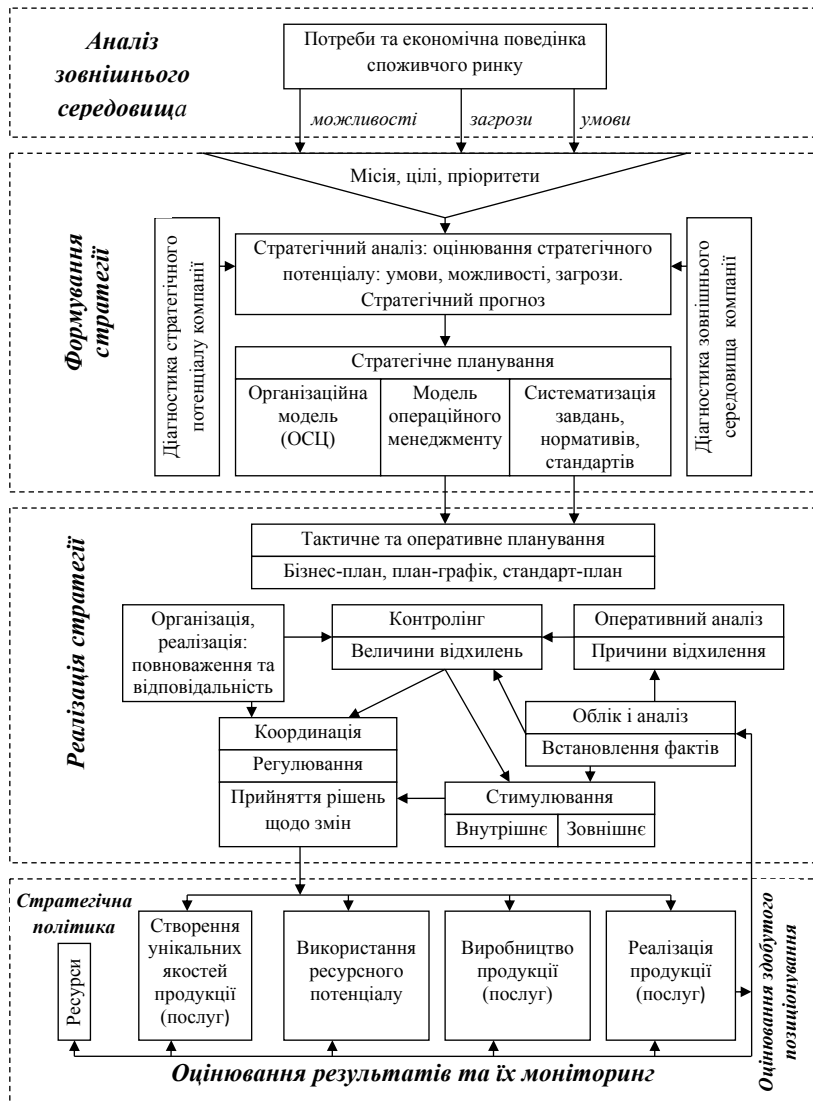 Аналіз
зовнішнього
середовища
Потреби та економічна поведінка
споживчого ринку
можливості
загрози
умови
Місія, цілі, пріоритети
Формування
стратегії
Діагностика стратегічного
потенціалу компанії
Стратегічний аналіз: оцінювання стратегічного
потенціалу: умови, можливості, загрози.
Стратегічний прогноз
Діагностика зовнішнього
середовища компанії
Стратегічне планування
Організаційна
модель
(ОСЦ)
Модель
операційного
менеджменту
Систематизація
завдань,
нормативів,
стандартів
Реалізація стратегії
Тактичне та оперативне планування
Бізнес-план, план-графік, стандарт-план
Організація,
реалізація:
повноваження та
відповідальність
Контролінг
Величини відхилень
Оперативний аналіз
Причини відхилення
Координація
Регулювання
Прийняття рішень
щодо змін
Облік і аналіз
Встановлення фактів
Стимулювання
Внутрішнє
Зовнішнє
Стратегічна
політика
Ресурси
Створення
унікальних
якостей
продукції
(послуг)
Використання
ресурсного
потенціалу
Виробництво
продукції
(послуг)
Реалізація
продукції
(послуг)
Оцінювання здобутого
позиціонування
Оцінювання результатів та їх моніторинг